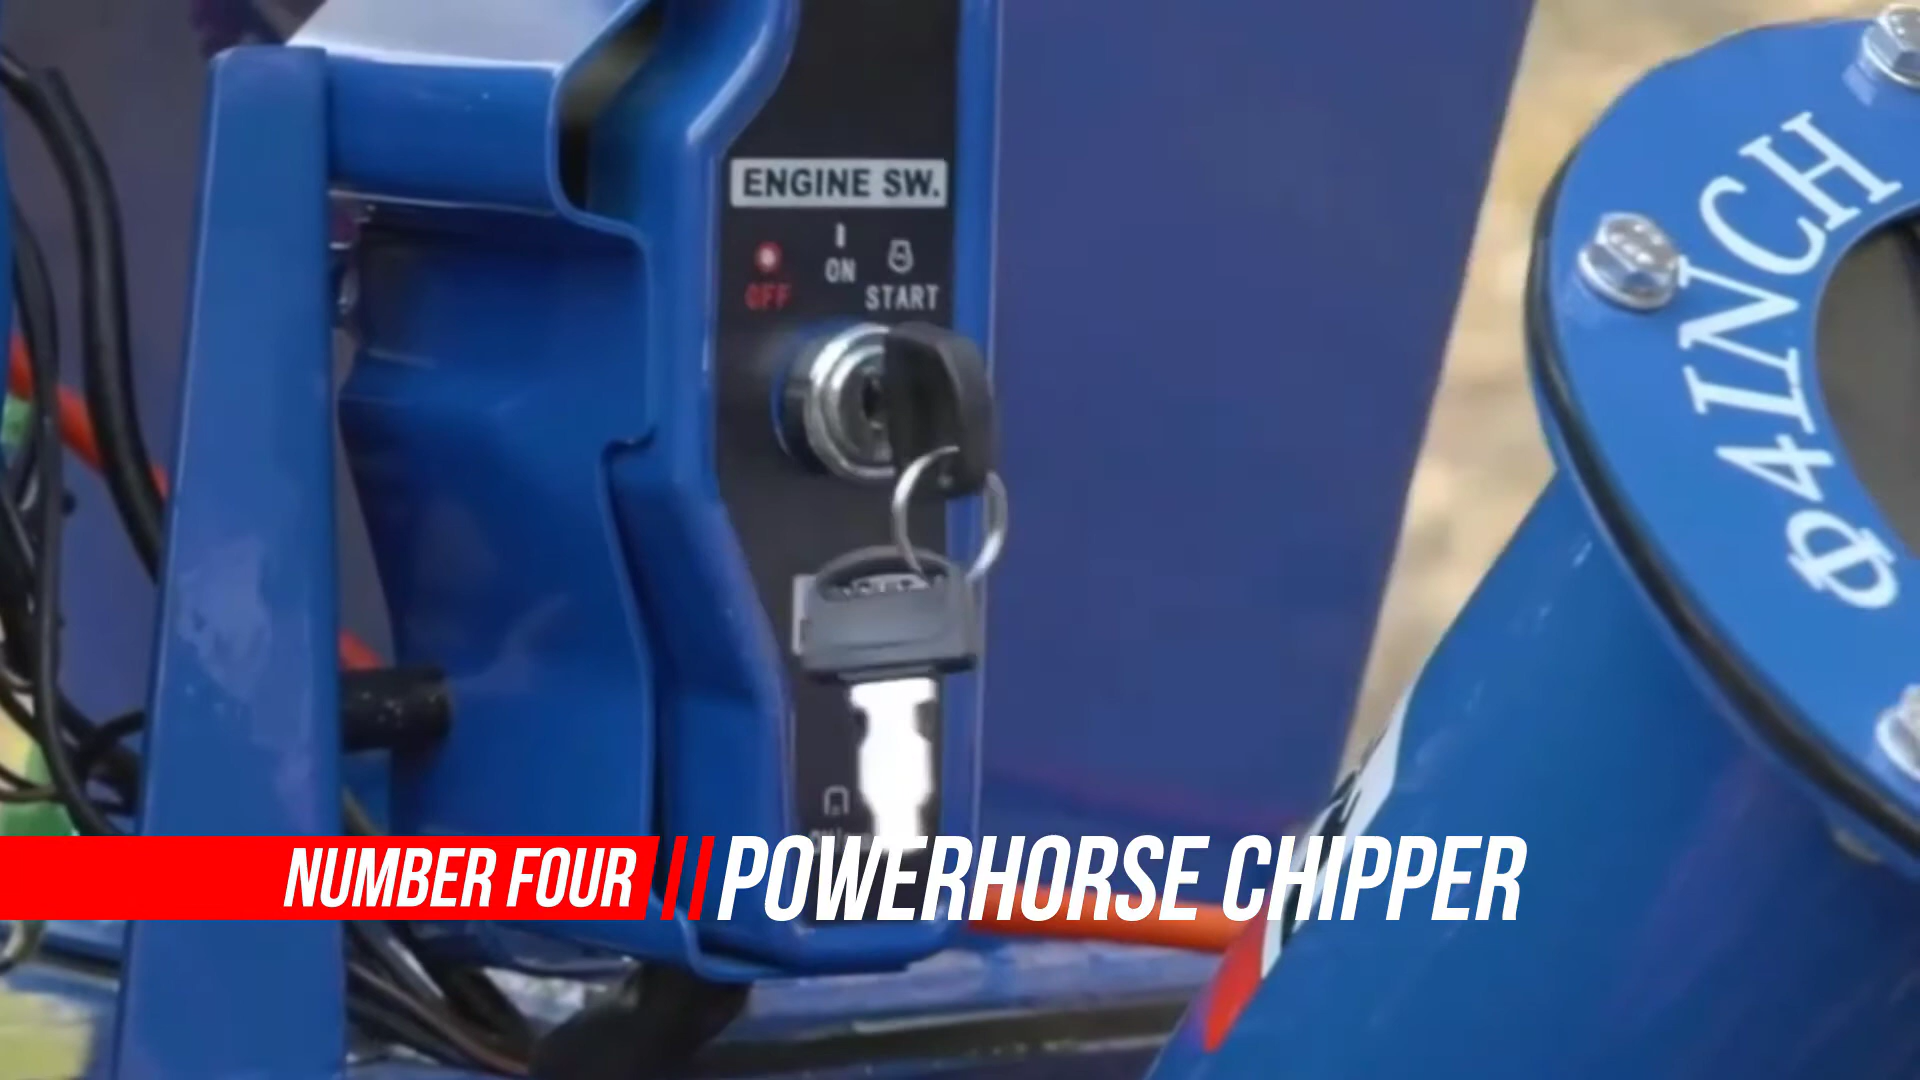 ENGINE SW.
OFF
ON
START
Φ4INCH
NUMBER FOUR // POWERHORSE CHIPPER